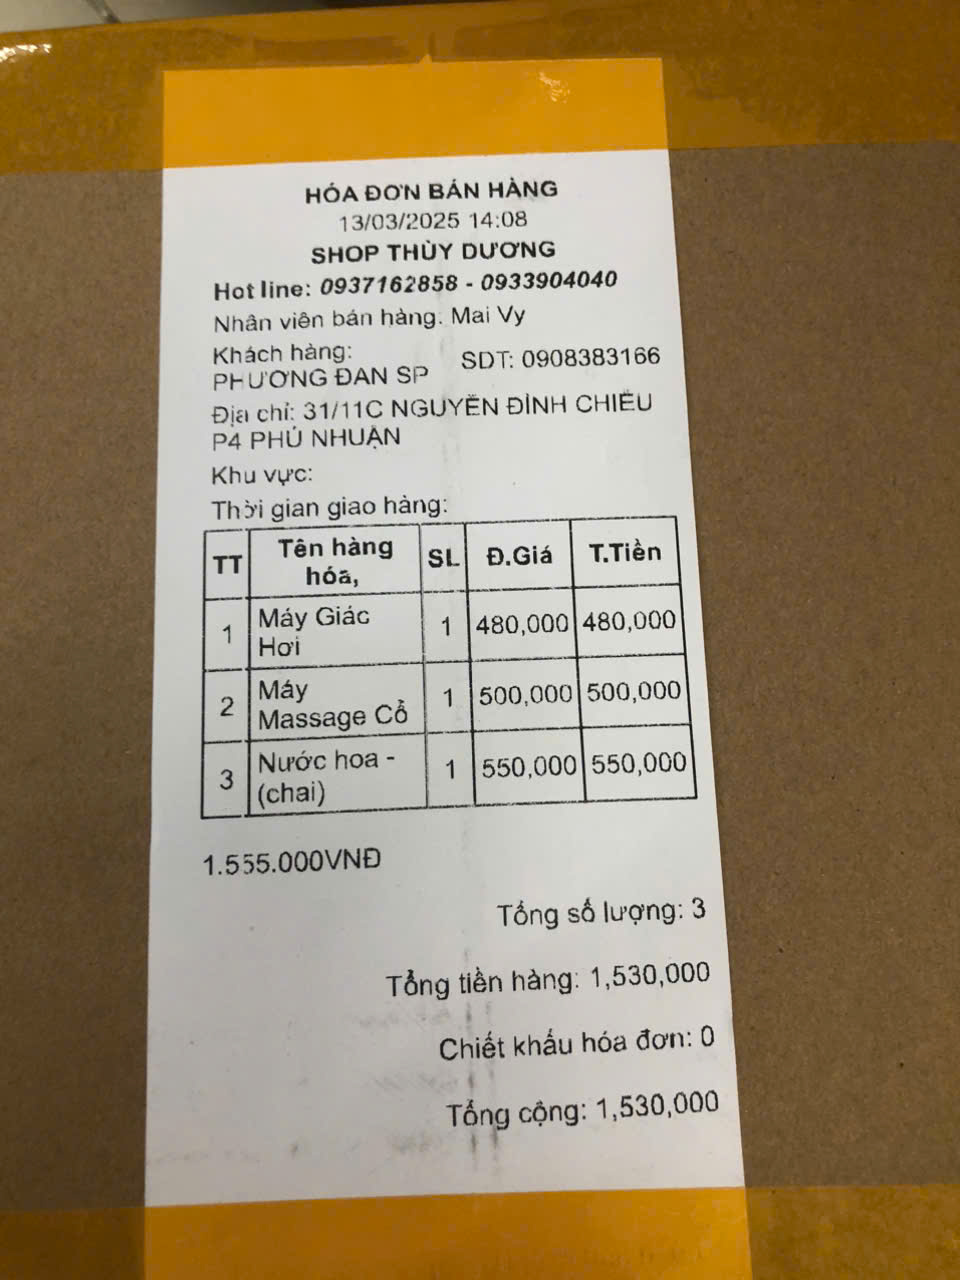 HÓA ĐƠN BÁN HÀNG
13/03/2025 14:08
SHOP THÙY DƯƠNG
Hot line: 0937162858 - 0933904040
Nhân viên bán hàng: Mai Vy
Khách hàng: SDT: 0908383166
PHƯƠNG ĐAN SP
Địa chỉ: 31/11C NGUYỄN ĐÌNH CHIỂU
P4 PHÚ NHUẬN
Khu vực:
Thời gian giao hàng:
TT Tên hàng hóa, SL Đ.Giá T.Tiền
1 Máy Giác Hơi 1 480,000 480,000
2 Máy Massage Cổ 1 500,000 500,000
3 Nước hoa - (chai) 1 550,000 550,000
1.555.000VNĐ
Tổng số lượng: 3
Tổng tiền hàng: 1,530,000
Chiết khấu hóa đơn: 0
Tổng cộng: 1,530,000